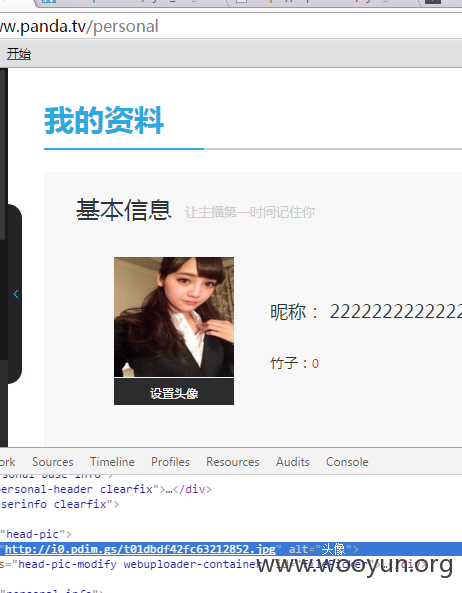 ww.panda.tv/personal
开始
我的资料
基本信息 让主播第一时间记住你
昵称： 2222222222222
竹子：0
设置头像
ork Sources Timeline Profiles Resources Audits Console
ersonal-header clearfix">…</div>
serinfo clearfix">
"head-pic">
"http://i0.pdim.gs/t01dbdf42fc63212852.jpg" alt="头像">
s="head-pic-modify webuploader-container
www.wooyun.org